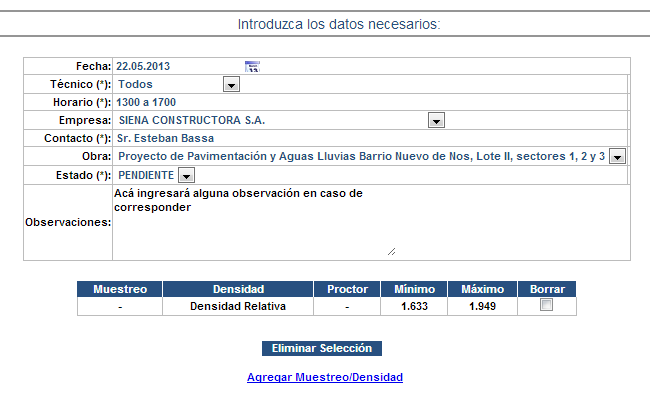 Introduzca los datos necesarios:
Fecha: 22.05.2013
Técnico (*): Todos
Horario (*): 1300 a 1700
Empresa: SIENA CONSTRUCTORA S.A.
Contacto (*): Sr. Esteban Bassa
Obra: Proyecto de Pavimentación y Aguas Lluvias Barrio Nuevo de Nos, Lote II, sectores 1, 2 y 3
Estado (*): PENDIENTE
Observaciones: Acá ingresará alguna observación en caso de
corresponder
Muestreo Densidad Proctor Mínimo Máximo Borrar
- Densidad Relativa - 1.633 1.949
Eliminar Selección
Agregar Muestreo/Densidad